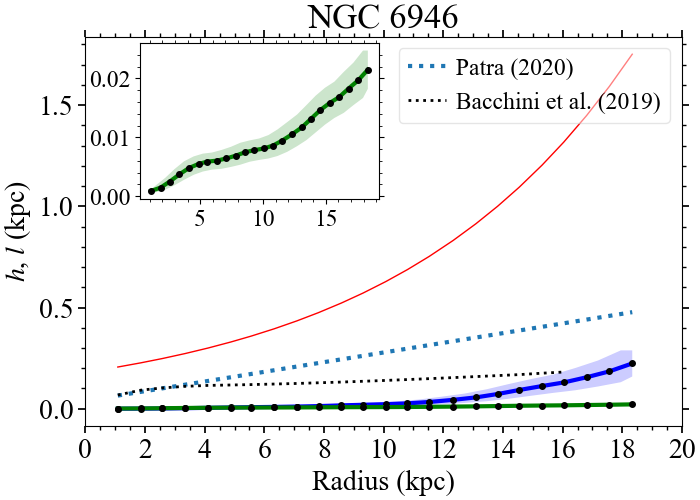 NGC 6946
0.02
0.01
0.00
5 10 15
Patra (2020)
Bacchini et al. (2019)
1.5
1.0
0.5
0.0
h, l (kpc)
0 2 4 6 8 10 12 14 16 18 20
Radius (kpc)